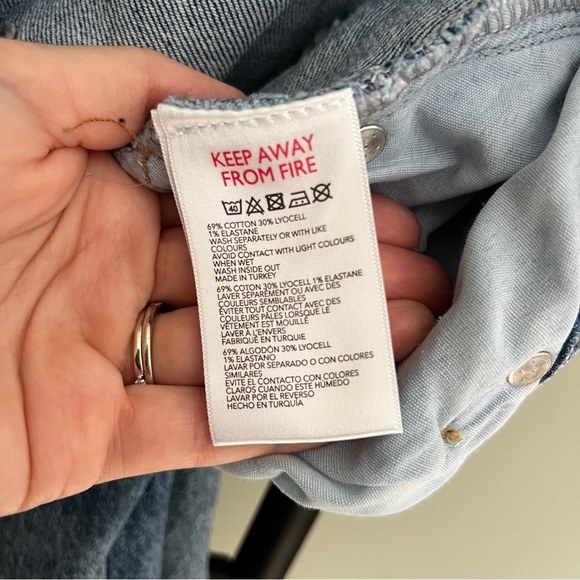 KEEP AWAY
FROM FIRE
40
69% COTTON 30% LYOCELL
1% ELASTANE
WASH SEPARATELY OR WITH LIKE
COLOURS
AVOID CONTACT WITH LIGHT COLOURS
WHEN WET
WASH INSIDE OUT
MADE IN TURKEY
69% COTON 30% LYOCELL 1% ELASTANE
LAVER SÉPARÉMENT OU AVEC DES
COULEURS SEMBLABLES
ÉVITER TOUT CONTACT AVEC DES
COULEURS PÂLES LORSQUE LE
VÊTEMENT EST MOUILLÉ
LAVER À L'ENVERS
FABRIQUÉ EN TURQUIE
69% ALGODÓN 30% LYOCELL
1% ELASTANO
LAVAR POR SEPARADO O CON COLORES
SIMILARES
EVITE EL CONTACTO CON COLORES
CLAROS CUANDO ESTE HÚMEDO
LAVAR POR EL REVERSO
HECHO EN TURQUÍA